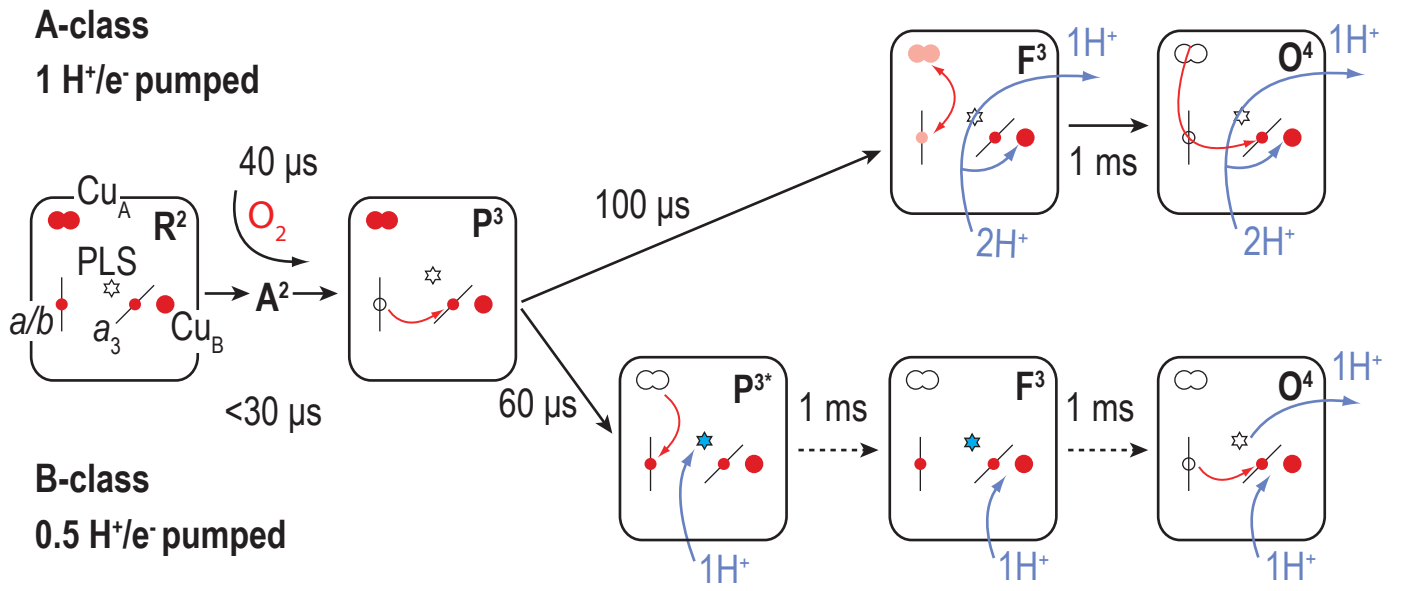 A-class
1 H⁺/e⁻ pumped
40 µs
O₂
Cu_A
R²
PLS
a/b
a₃
Cu_B
A²
P³
<30 µs
100 µs
60 µs
F³
1H⁺
2H⁺
1 ms
O⁴
1H⁺
2H⁺
B-class
0.5 H⁺/e⁻ pumped
P³*
1H⁺
1 ms
F³
1H⁺
1 ms
O⁴
1H⁺
1H⁺